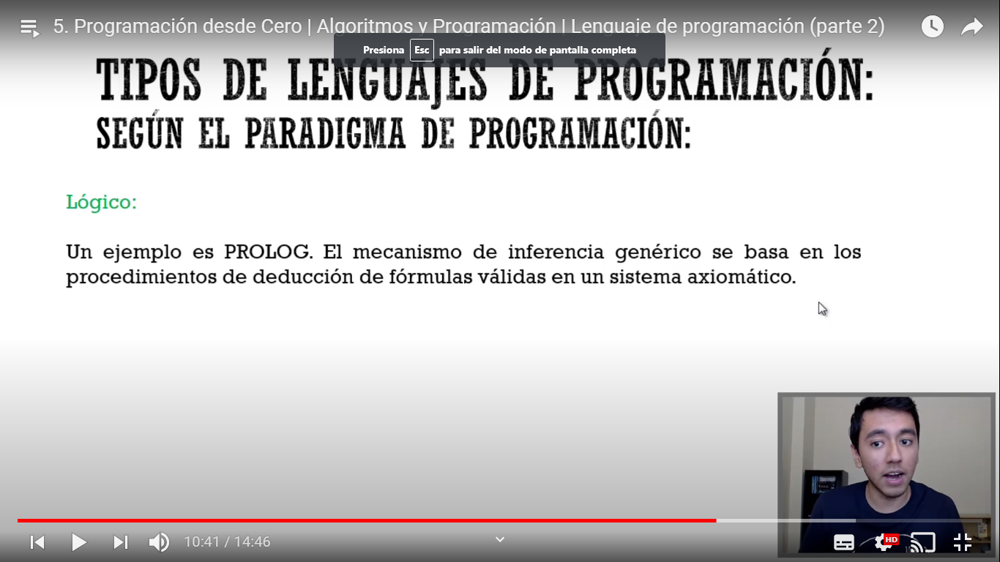 5. Programación desde Cero | Algoritmos y Programación | Lenguaje de programación (parte 2)
Presiona Esc para salir del modo de pantalla completa
TIPOS DE LENGUAJES DE PROGRAMACIÓN:
SEGÚN EL PARADIGMA DE PROGRAMACIÓN:
Lógico:
Un ejemplo es PROLOG. El mecanismo de inferencia genérico se basa en los
procedimientos de deducción de fórmulas válidas en un sistema axiomático.
10:41 / 14:46
HD